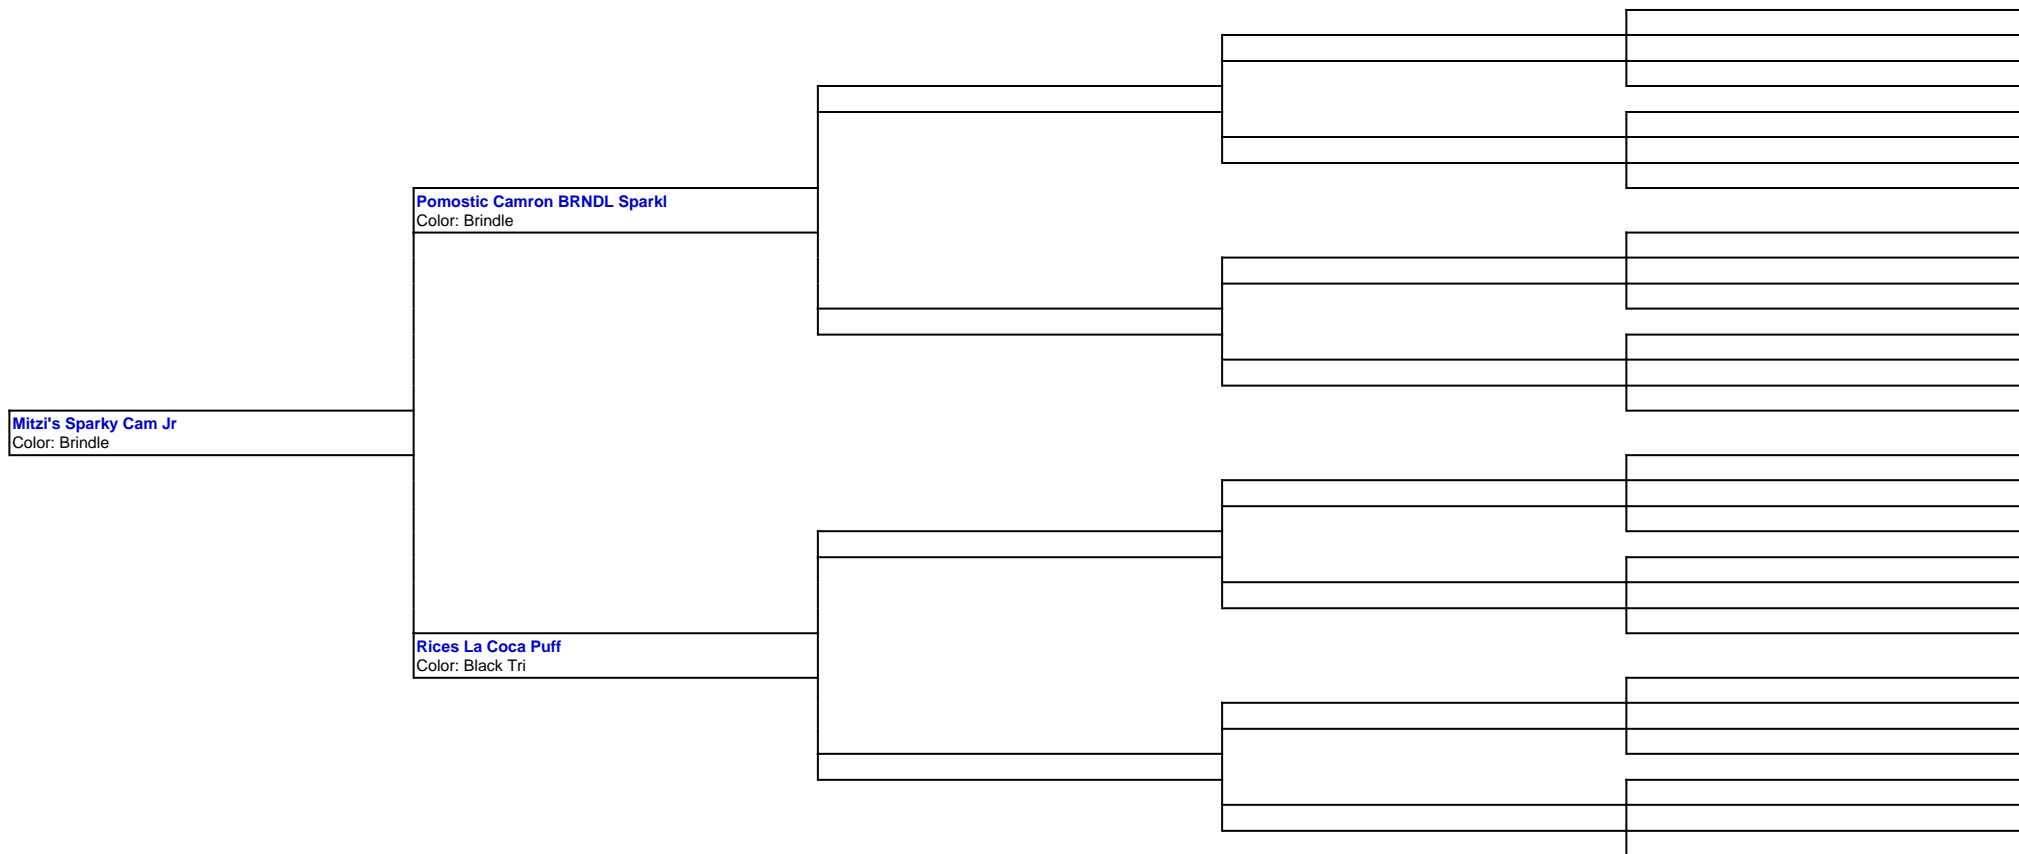 Pomostic Camron BRNDL Sparkl
Color: Brindle
Mitzi's Sparky Cam Jr
Color: Brindle
Rices La Coca Puff
Color: Black Tri